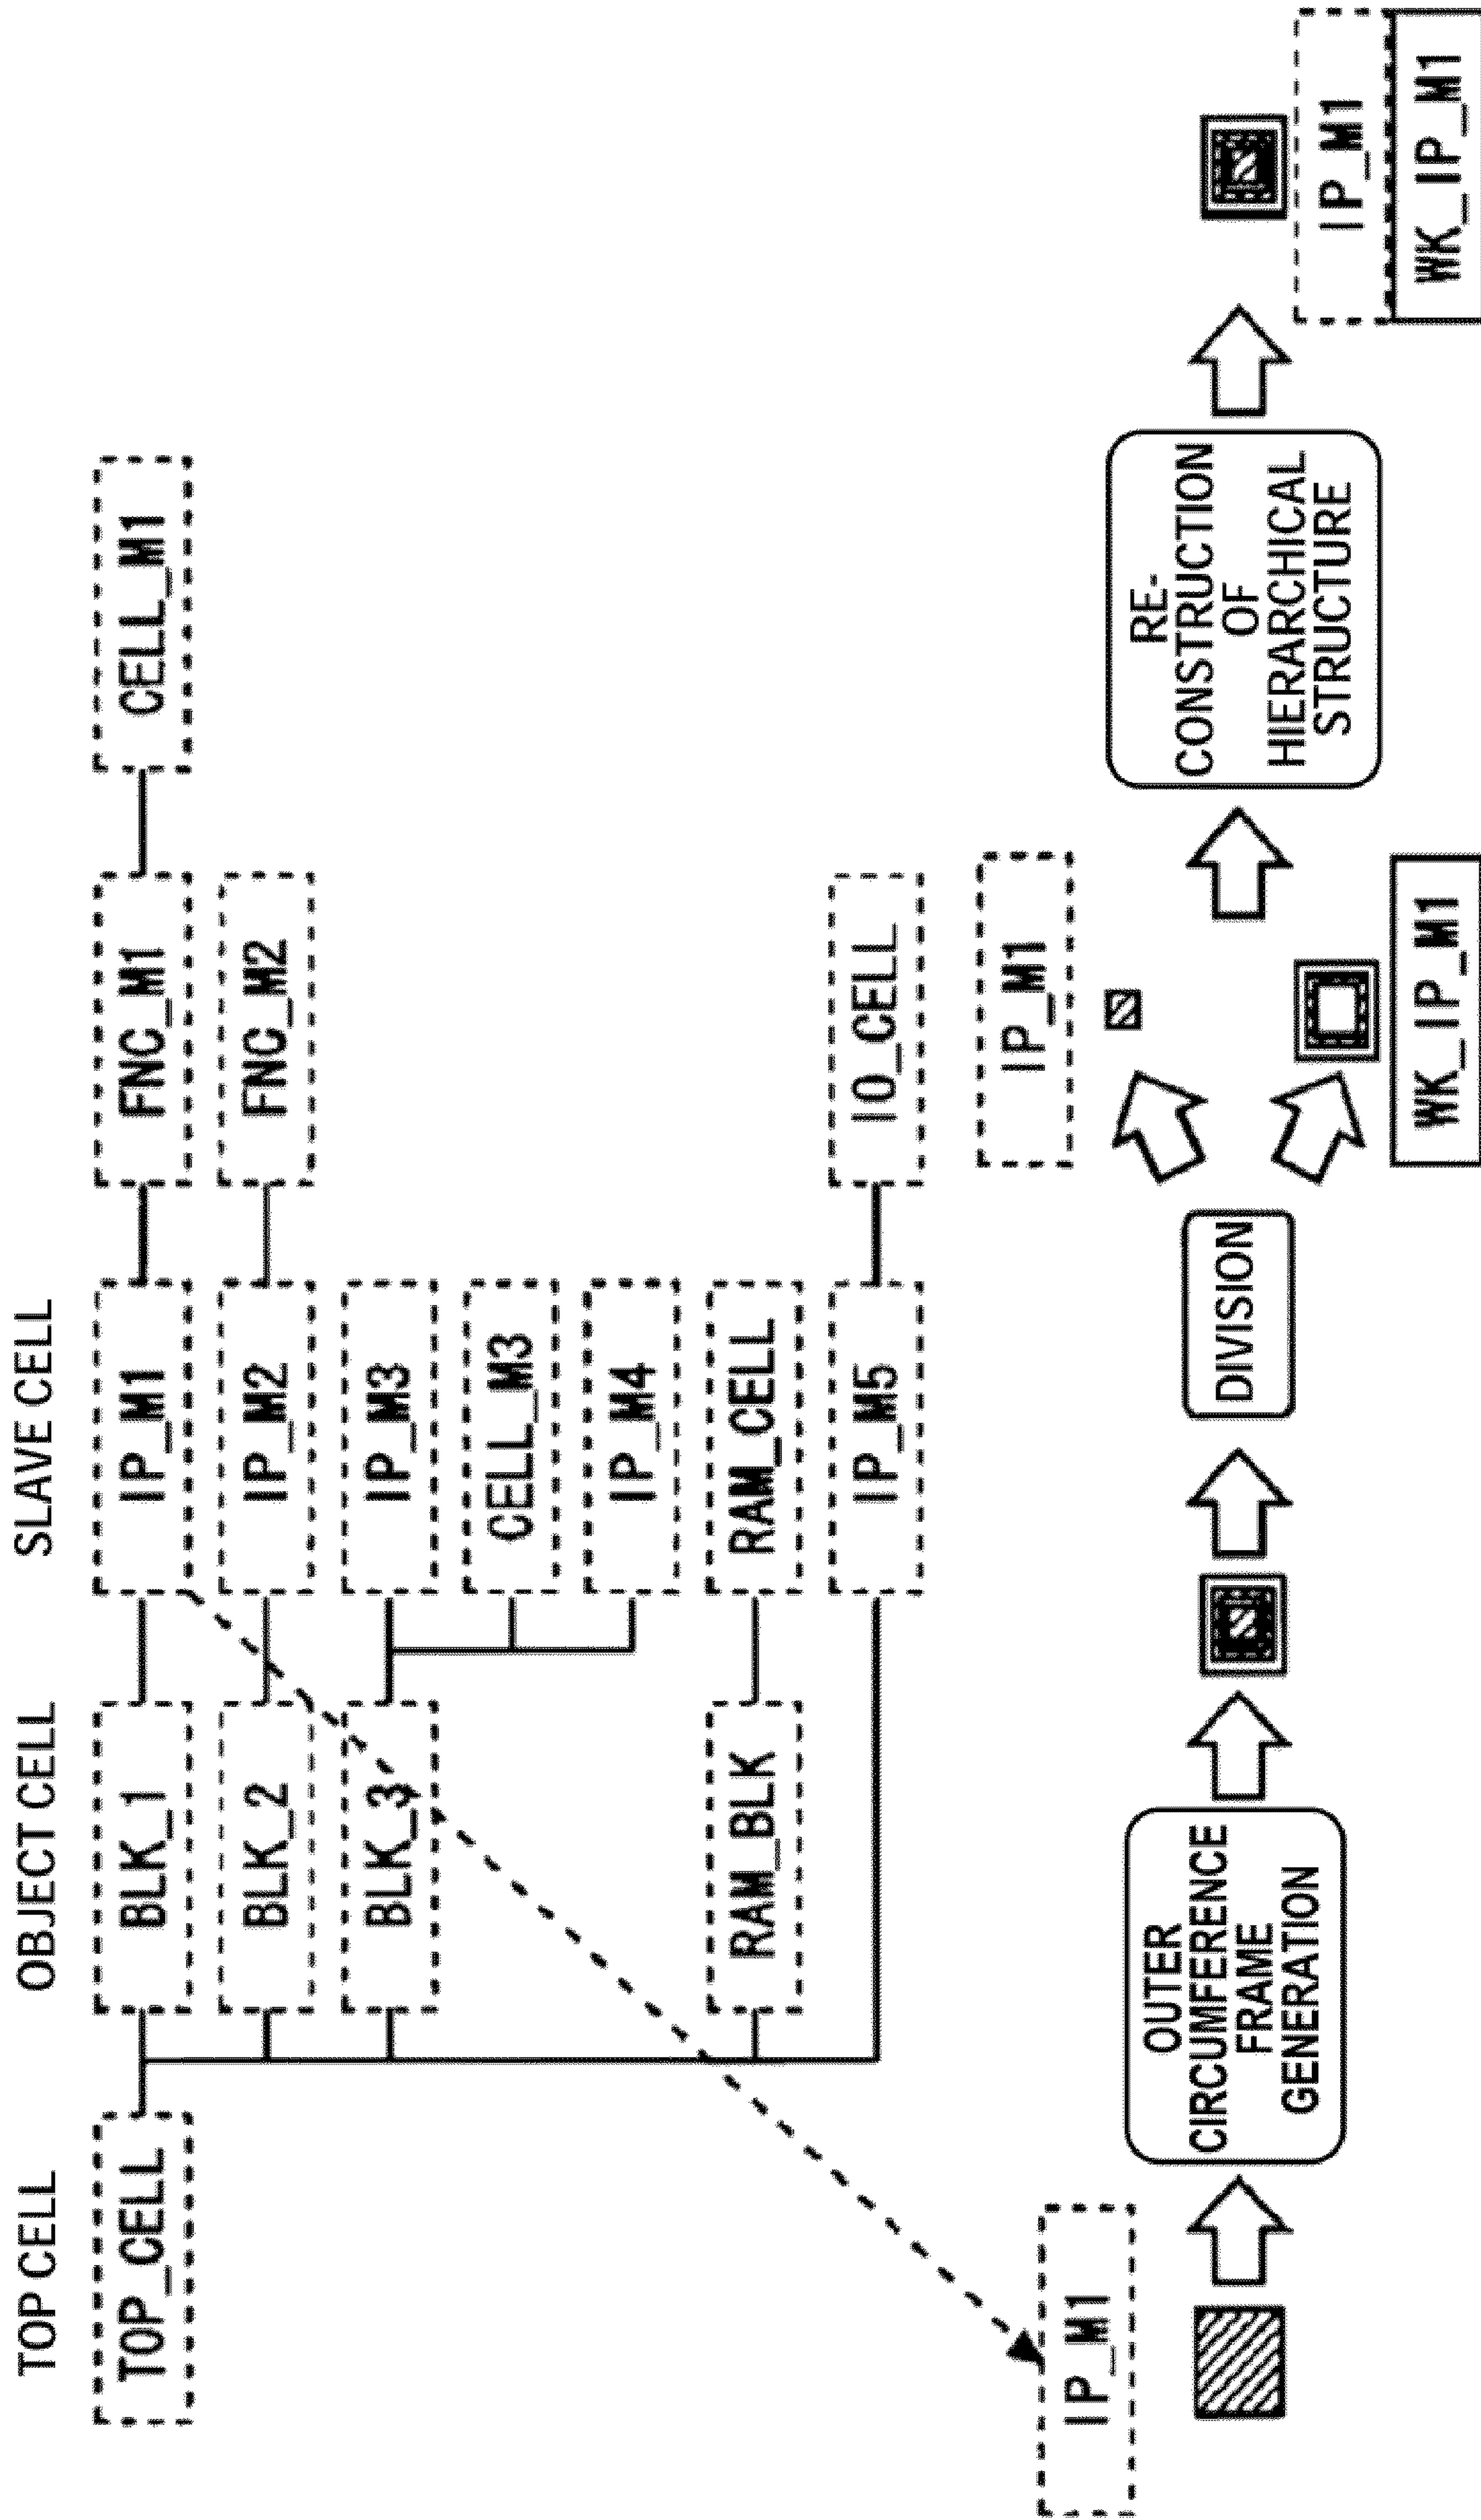 TOP CELL
OBJECT CELL
SLAVE CELL
TOP_CELL
BLK_1
IP_M1
FNC_M1
CELL_M1
BLK_2
IP_M2
FNC_M2
BLK_3
IP_M3
CELL_M3
IP_M4
RAM_BLK
RAM_CELL
IP_M5
IO_CELL
IP_M1
OUTER
CIRCUMFERENCE
FRAME
GENERATION
DIVISION
IP_M1
WK_IP_M1
RE-
CONSTRUCTION
OF
HIERARCHICAL
STRUCTURE
IP_M1
WK_IP_M1